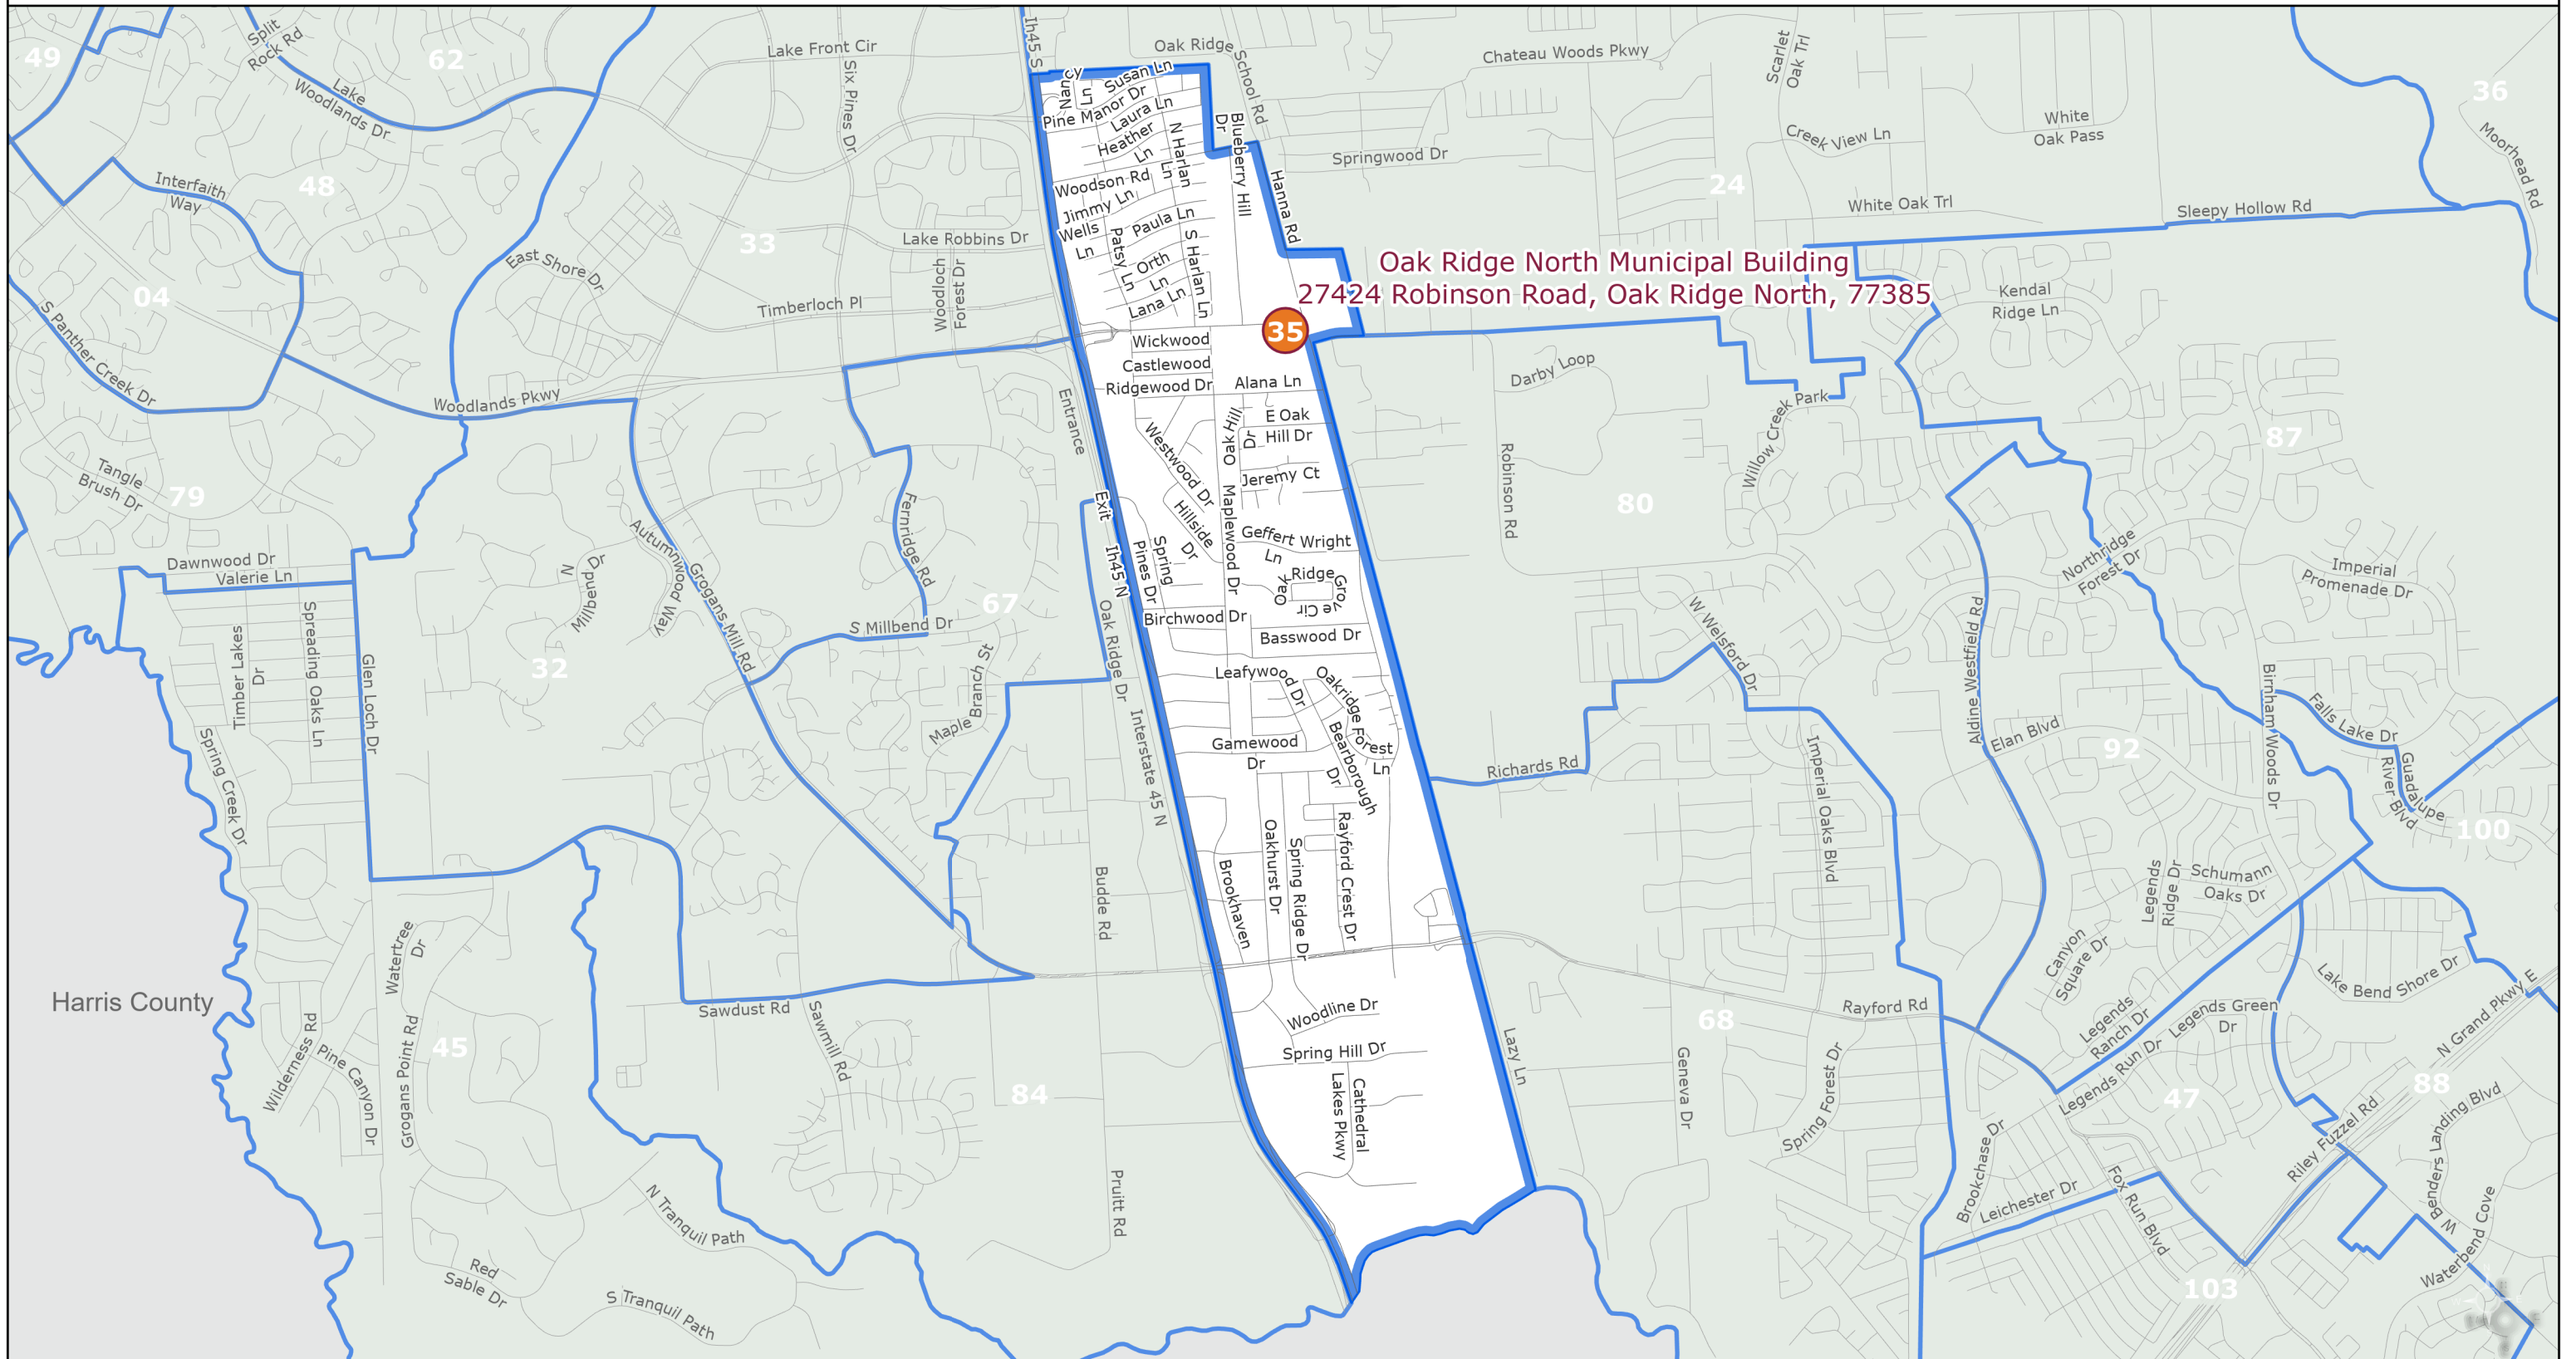 49
Split
Rock Rd
62
Lake
Woodlands Dr
Lake Front Cir
Six Pines Dr
Ih45 S
Oak Ridge
School Rd
Chateau Woods Pkwy
Scarlet
Oak Trl
White
Oak Pass
36
Moorhead Rd
Nancy
Ln
Susan Ln
Pine Manor Dr
Laura Ln
Heather
Ln
N Harlan
Ln
Blueberry Hill
Dr
Springwood Dr
Creek View Ln
24
White Oak Trl
Sleepy Hollow Rd
Interfaith
Way
48
33
Lake Robbins Dr
Woodson Rd
Jimmy Ln
Wells
Ln
Paula Ln
Patsy
Ln
Orth
Ln
S Harlan Ln
Lana Ln
Hanna Rd
Oak Ridge North Municipal Building
27424 Robinson Road, Oak Ridge North, 77385
35
Kendal
Ridge Ln
04
S Panther Creek Dr
East Shore Dr
Timberloch Pl
Woodloch
Forest Dr
Wickwood
Castlewood
Ridgewood Dr
Alana Ln
Darby Loop
Willow Creek Park
87
Woodlands Pkwy
Entrance
E Oak
Hill Dr
Oak Hill
Dr
Westwood Dr
Jeremy Ct
Robinson Rd
80
Tangle
Brush Dr
79
Exit
Ih45 N
Hillside
Dr
Maplewood Dr
Geffert Wright
Ln
Spring
Pines Dr
Oak Ridge
Grove Cir
Northridge
Forest Dr
Imperial
Promenade Dr
Dawnwood Dr
Valerie Ln
N Millbend
Dr
Autumnwood
Way
Grogans Mill Rd
Fernridge Rd
67
S Millbend Dr
Oak Ridge Dr
Birchwood Dr
Basswood Dr
W Welsford Dr
Aldine Westfield Rd
Timber Lakes
Dr
Spreading Oaks Ln
Glen Loch Dr
32
Maple Branch St
Interstate 45 N
Leafywood Dr
Oakridge Forest
Ln
Gamewood
Dr
Bearborough
Dr
Richards Rd
Imperial Oaks Blvd
Elan Blvd
92
Birnham Woods Dr
Falls Lake Dr
Guadalupe
River Blvd
100
Spring Creek Dr
Bude Rd
Brookhaven
Oakhurst Dr
Spring Ridge Dr
Rayford Crest Dr
Legends
Ridge Dr
Schumann
Oaks Dr
Watertree
Dr
Canyon
Square Dr
Lake Bend Shore Dr
N Grand Pkwy E
Harris County
Sawdust Rd
Sawmill Rd
Woodline Dr
Spring Hill Dr
Lazy Ln
68
Rayford Rd
Legends
Ranch Dr
Legends Green
Dr
Legends Run Dr
Wilderness Rd
Pine Canyon Dr
Grogans Point Rd
45
84
Cathedral
Lakes Pkwy
Geneva Dr
Spring Forest Dr
47
88
Riley Fuzzel Rd
W Benders Landing Blvd
Brookchase Dr
Leichester Dr
Fox Run Blvd
Pruitt Rd
N Tranquil Path
S Tranquil Path
Red
Sable Dr
Waterbend Cove
103